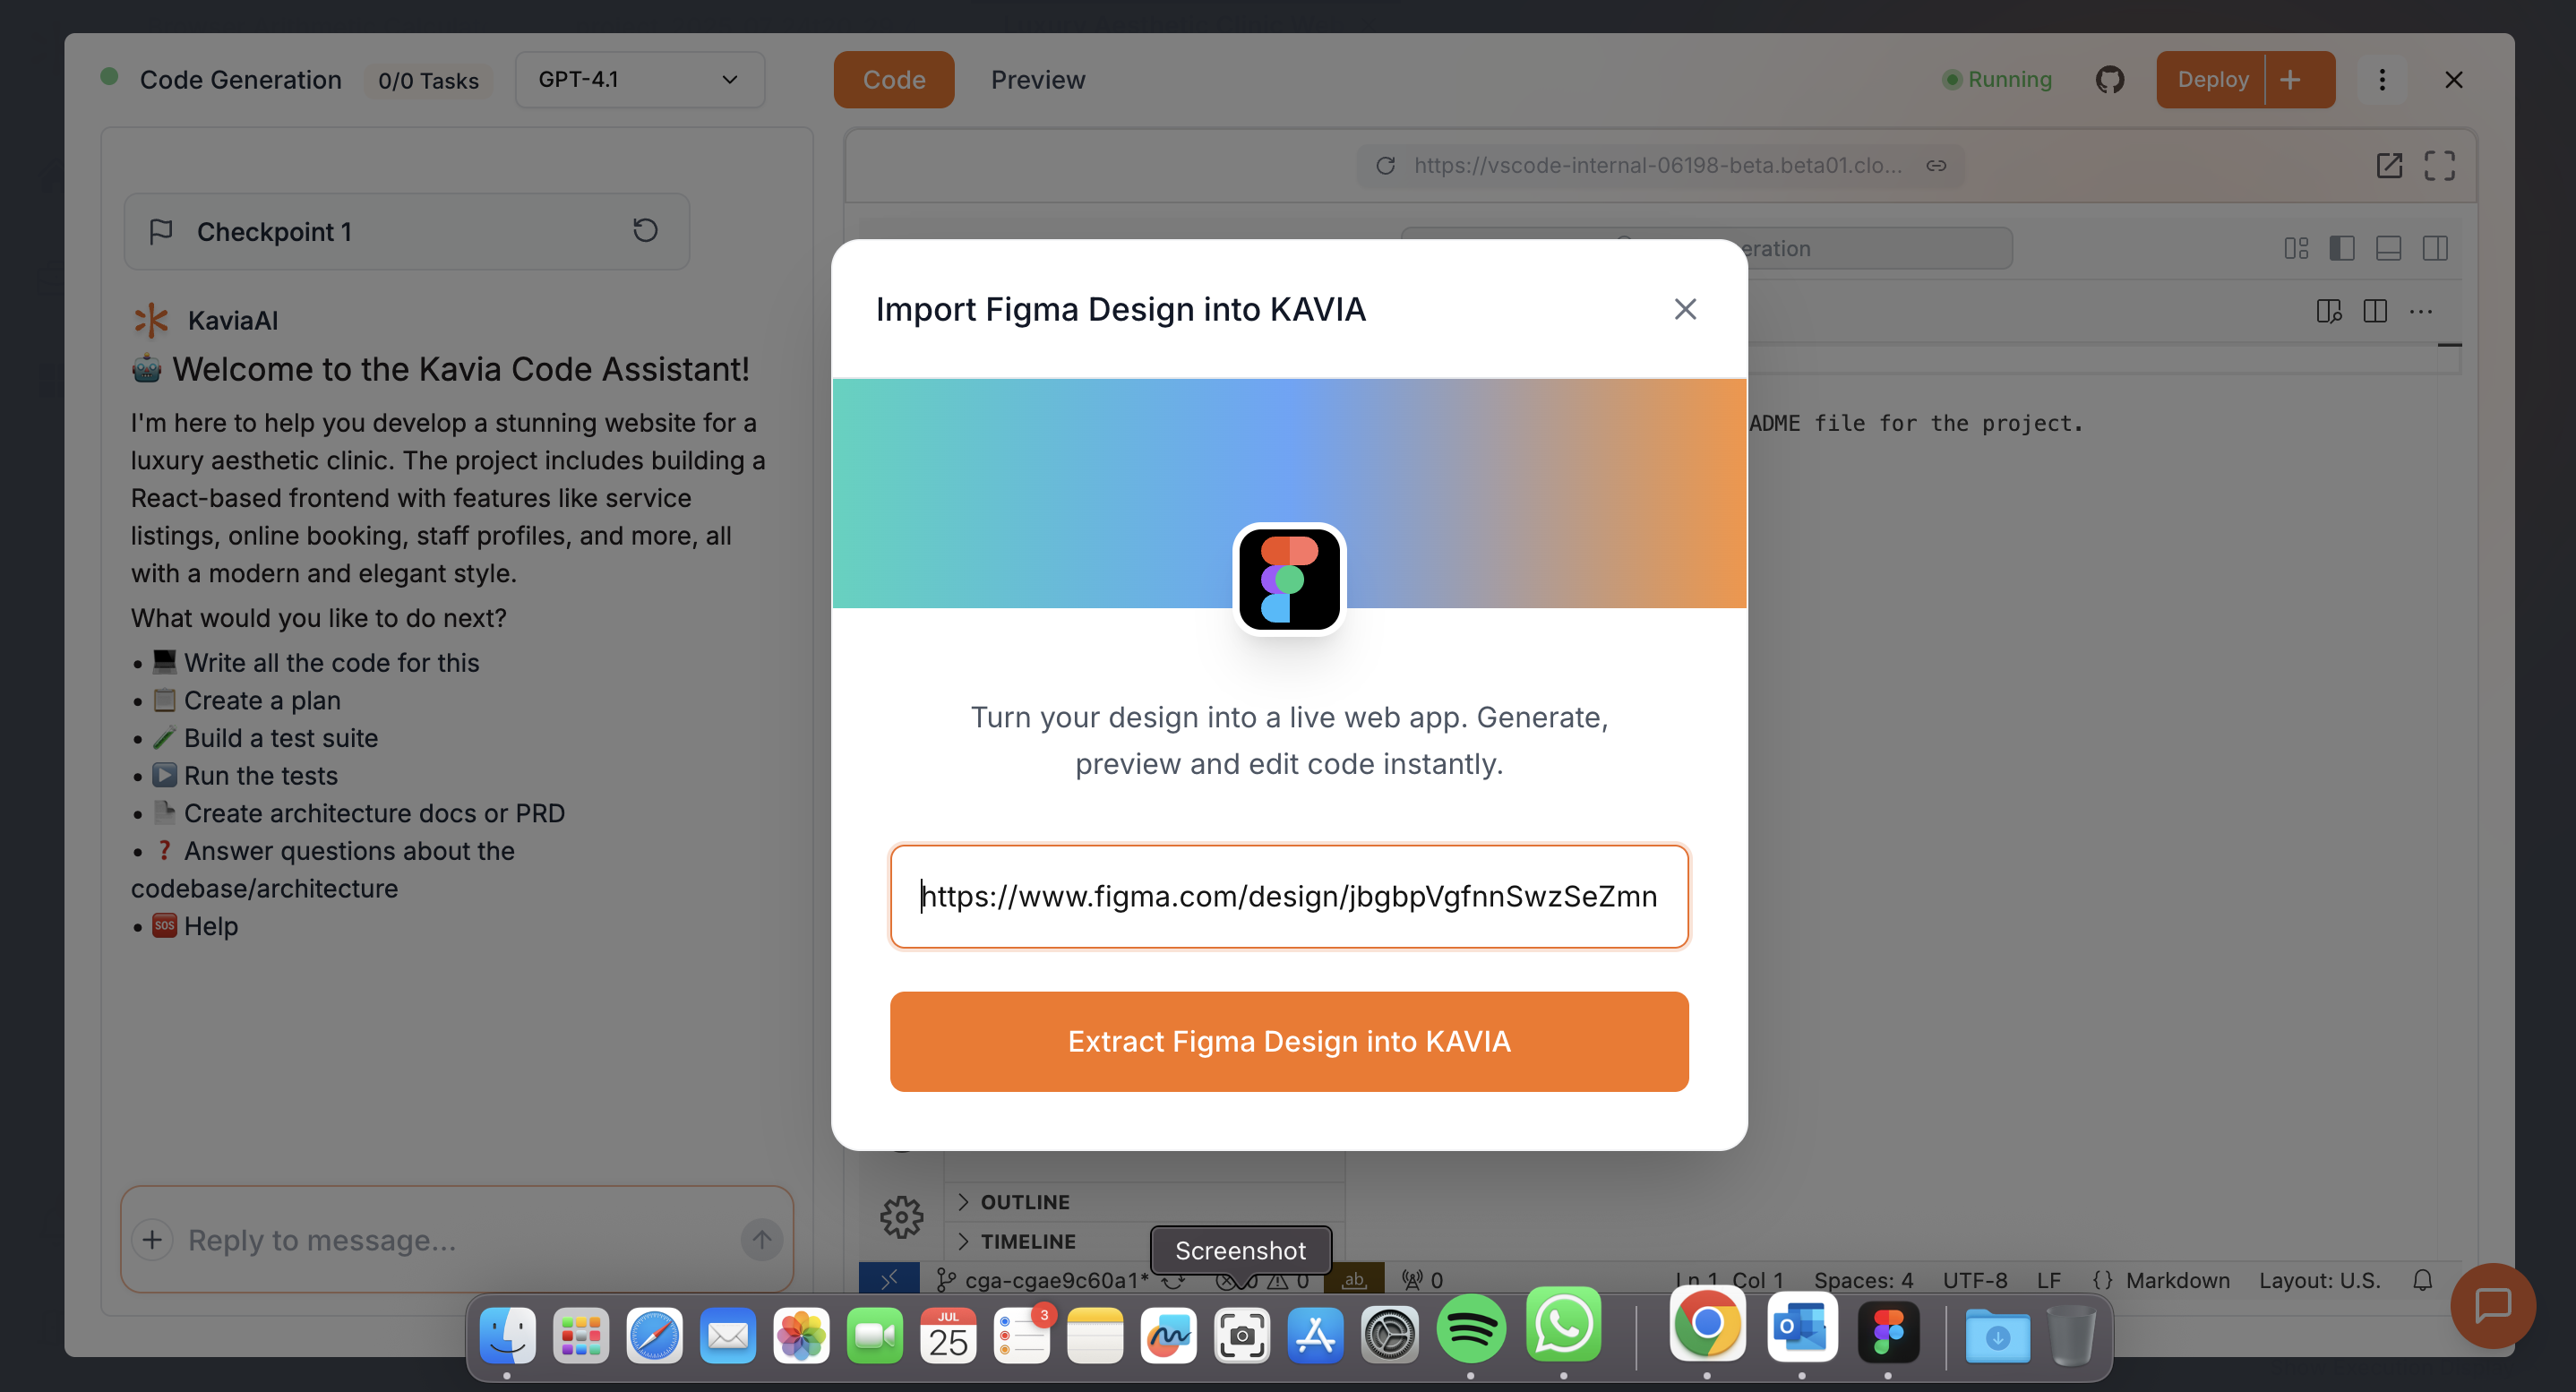 Code Generation
0/0 Tasks
GPT-4.1
Code
Preview
Running
Deploy
https://vscode-internal-06198-beta.beta01.clo...
Checkpoint 1
KaviaAI
🤖 Welcome to the Kavia Code Assistant!
I'm here to help you develop a stunning website for a
luxury aesthetic clinic. The project includes building a
React-based frontend with features like service
listings, online booking, staff profiles, and more, all
with a modern and elegant style.
What would you like to do next?
• 💻 Write all the code for this
• 📋 Create a plan
• 🧪 Build a test suite
• ▶️ Run the tests
• 📄 Create architecture docs or PRD
• ❓ Answer questions about the
codebase/architecture
• 🆘 Help
Reply to message...
eration
ADME file for the project.
Import Figma Design into KAVIA
Turn your design into a live web app. Generate,
preview and edit code instantly.
https://www.figma.com/design/jbgbpVgfnnSwzSeZmn
Extract Figma Design into KAVIA
OUTLINE
TIMELINE
Screenshot
cga-cgae9c60a1*
0
ab
0
Ln 1, Col 1
Spaces: 4
UTF-8
LF
{} Markdown
Layout: U.S.
JUL
25
3